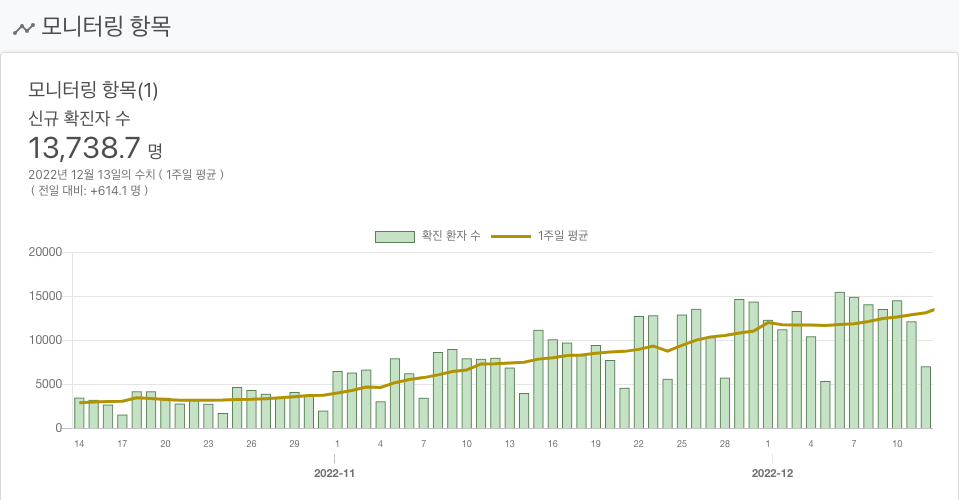 모니터링 항목
모니터링 항목(1)
신규 확진자 수
13,738.7 명
2022년 12월 13일의 수치 ( 1주일 평균 )
( 전일 대비: +614.1 명 )
확진 환자 수 1주일 평균
20000
15000
10000
5000
0
14 17 20 23 26 29 1 4 7 10 13 16 19 22 25 28 1 4 7 10
2022-11 2022-12